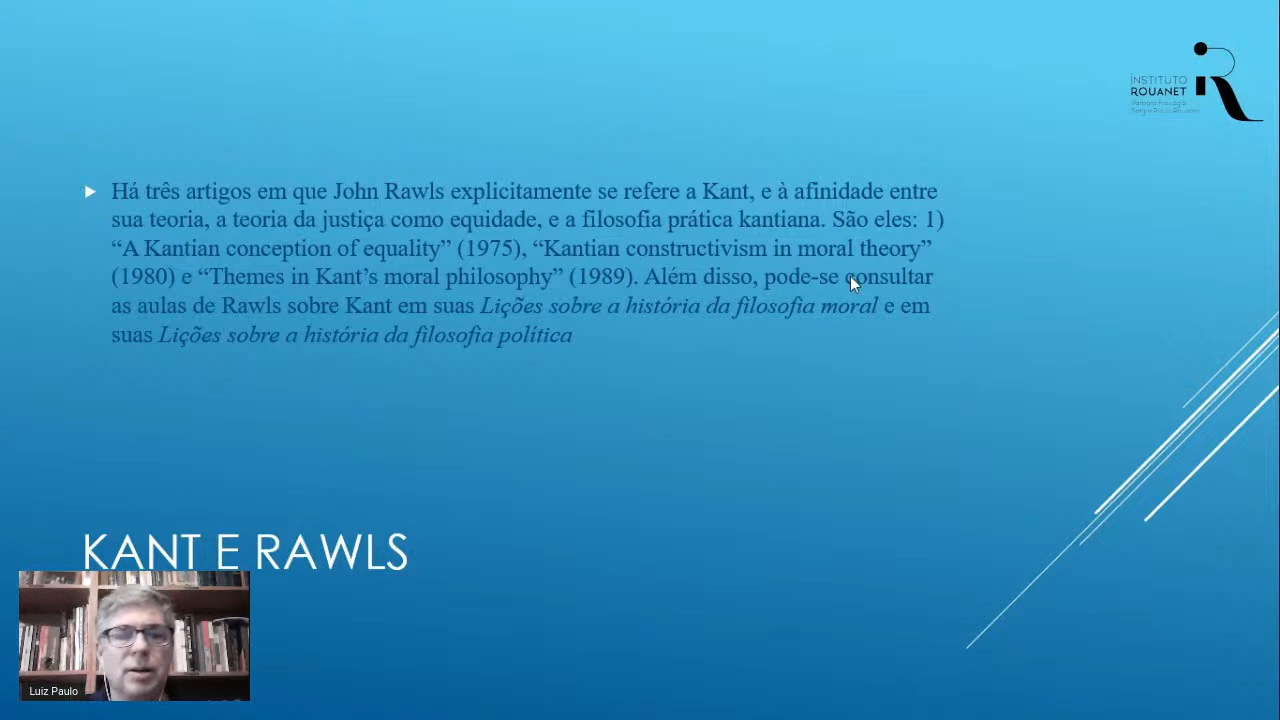 INSTITUTO
ROUANET
Há três artigos em que John Rawls explicitamente se refere a Kant, e à afinidade entre
sua teoria, a teoria da justiça como equidade, e a filosofia prática kantiana. São eles: 1)
“A Kantian conception of equality” (1975), “Kantian constructivism in moral theory”
(1980) e “Themes in Kant’s moral philosophy” (1989). Além disso, pode-se consultar
as aulas de Rawls sobre Kant em suas Lições sobre a história da filosofia moral e em
suas Lições sobre a história da filosofia política
KANT E RAWLS
Luiz Paulo